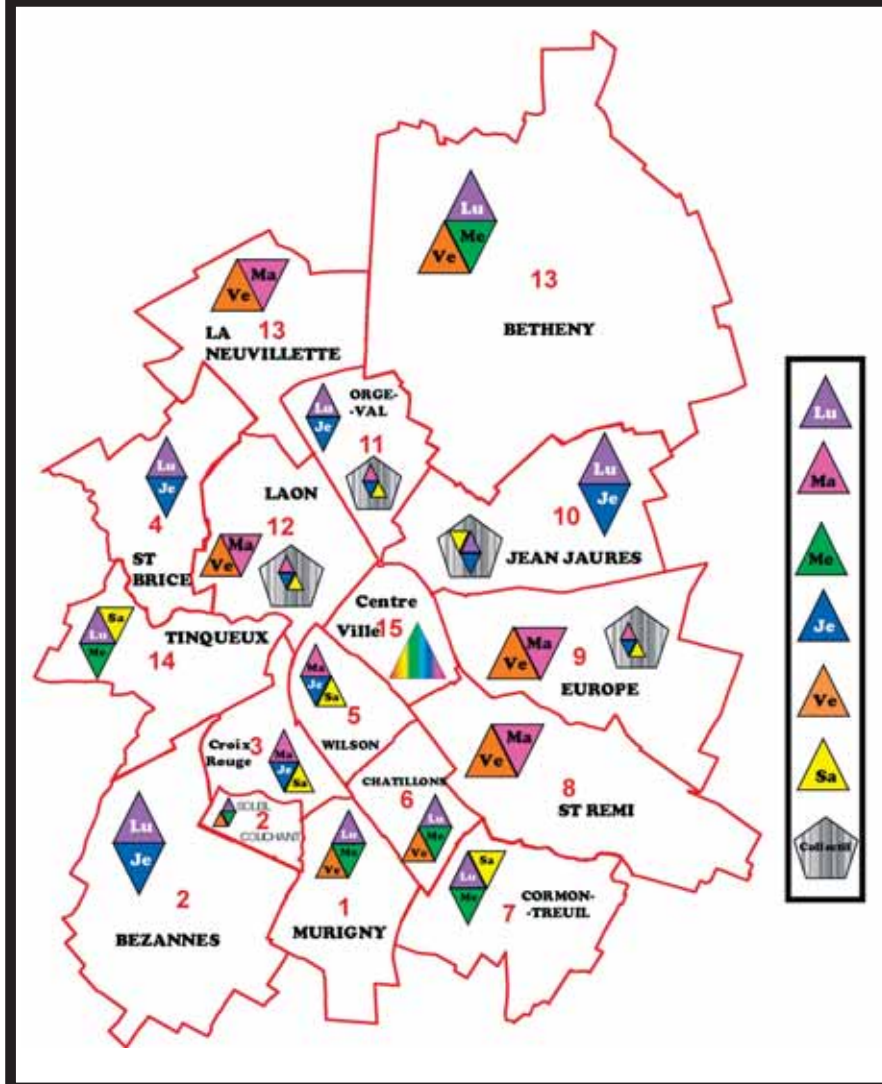 Lu
Me
Ve
13
BETHENY
Ma
Ve
13
LA
NEUVILLETTE
ORGE-
-VAL
Lu
Je
11
Lu
Je
4
ST
BRICE
LAON
12
Ma
Ve
Lu
Je
10
JEAN JAURES
Centre
Ville
15
Sa
Lu
Me
TINQUEUX
14
Ma
Ve
9
EUROPE
Ma
Je
Sa
5
WILSON
Croix
Rouge
3
Ma
Je
Sa
Ma
Ve
8
ST REMI
CHATILLONS
6
Lu
Me
Ve
SOLEIL
2
COUCHANT
Lu
Je
2
BEZANNES
Lu
Me
Ve
1
MURIGNY
Sa
Lu
Me
7
CORMON-
-TREUIL
Lu
Ma
Me
Je
Ve
Sa
Collectif